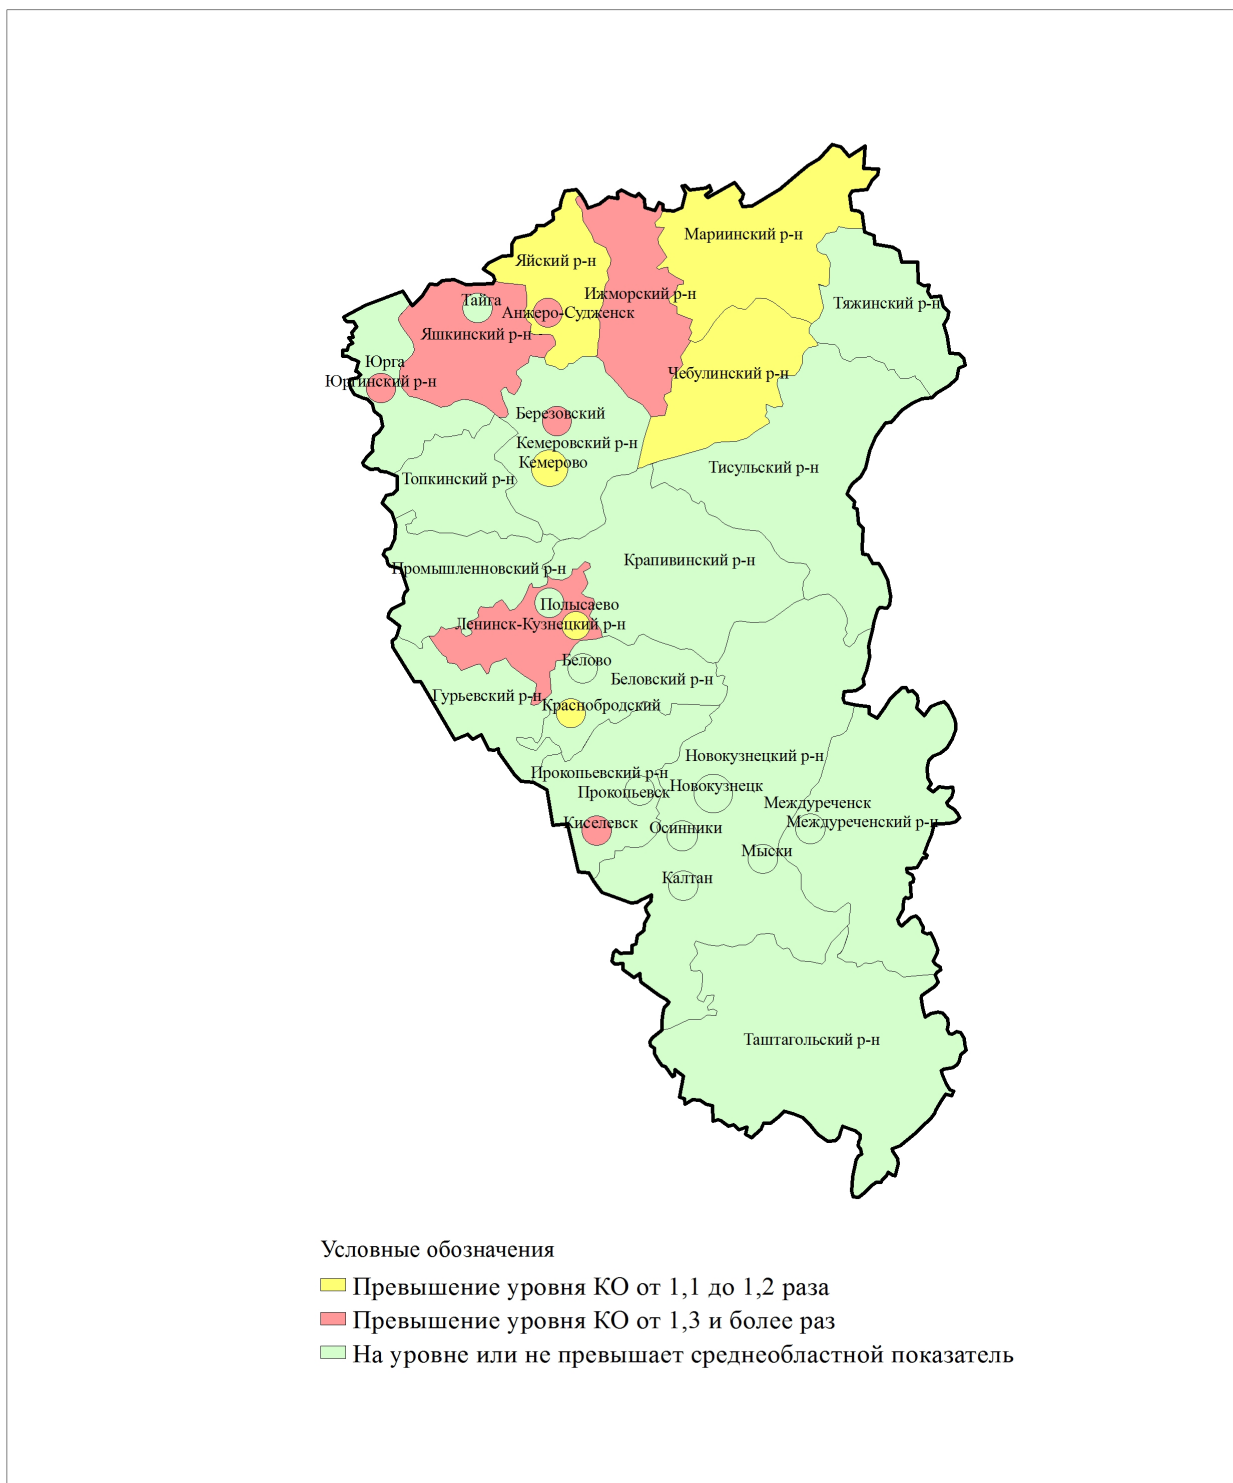 Мариинский р-н
Яйский р-н
Ижморский р-н
Тайга
Тяжинский р-н
Анжеро-Судженск
Яшкинский р-н
Юрга
Чебулинский р-н
Юргинский р-н
Березовский
Кемеровский р-н
Кемерово
Тисульский р-н
Топкинский р-н
Крапивинский р-н
Промышленновский р-н
Полысаево
Ленинск-Кузнецкий р-н
Белово
Беловский р-н
Гурьевский р-н
Краснобродский
Новокузнецкий р-н
Прокопьевский р-н
Новокузнецк
Прокопьевск
Междуреченск
Киселевск
Осинники
Междуреченский р-н
Мыски
Калтан
Таштагольский р-н
Условные обозначения
Превышение уровня КО от 1,1 до 1,2 раза
Превышение уровня КО от 1,3 и более раз
На уровне или не превышает среднеобластной показатель